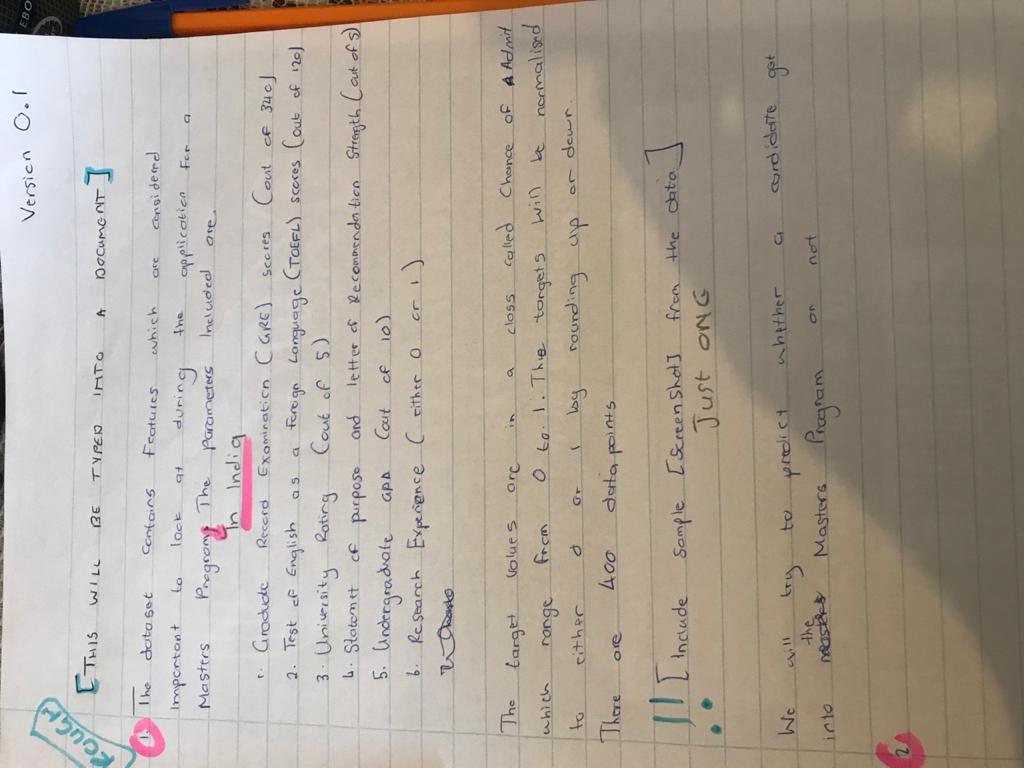 Version 0.1
ROUGH
[THIS WILL BE TYPED INTO A DOCUMENT]
1. The dataset contains features which are considered
important to look at during the application for a
Masters Program. The parameters included are
In India
1. Graduate Record Examination (GRE) scores (out of 340)
2. Test of English as a Foreign Language (TOEFL) scores (out of 120)
3. University Rating (out of 5)
4. Statemtt of purpose and letter of Recommendation Strength (out of 5)
5. Undergraduate GPA (out of 10)
6. Research Experience (either 0 or 1)
The target values are in a class called Chance of Admit
which range from 0 to 1. The targets will be normalised
to either 0 or 1 by rounding up or down.
There are 400 datapoints
!! [Include sample [screenshot] from the data]
JUST ONE
We will try to predict whether a candidate got
into the Masters Program or not
2.